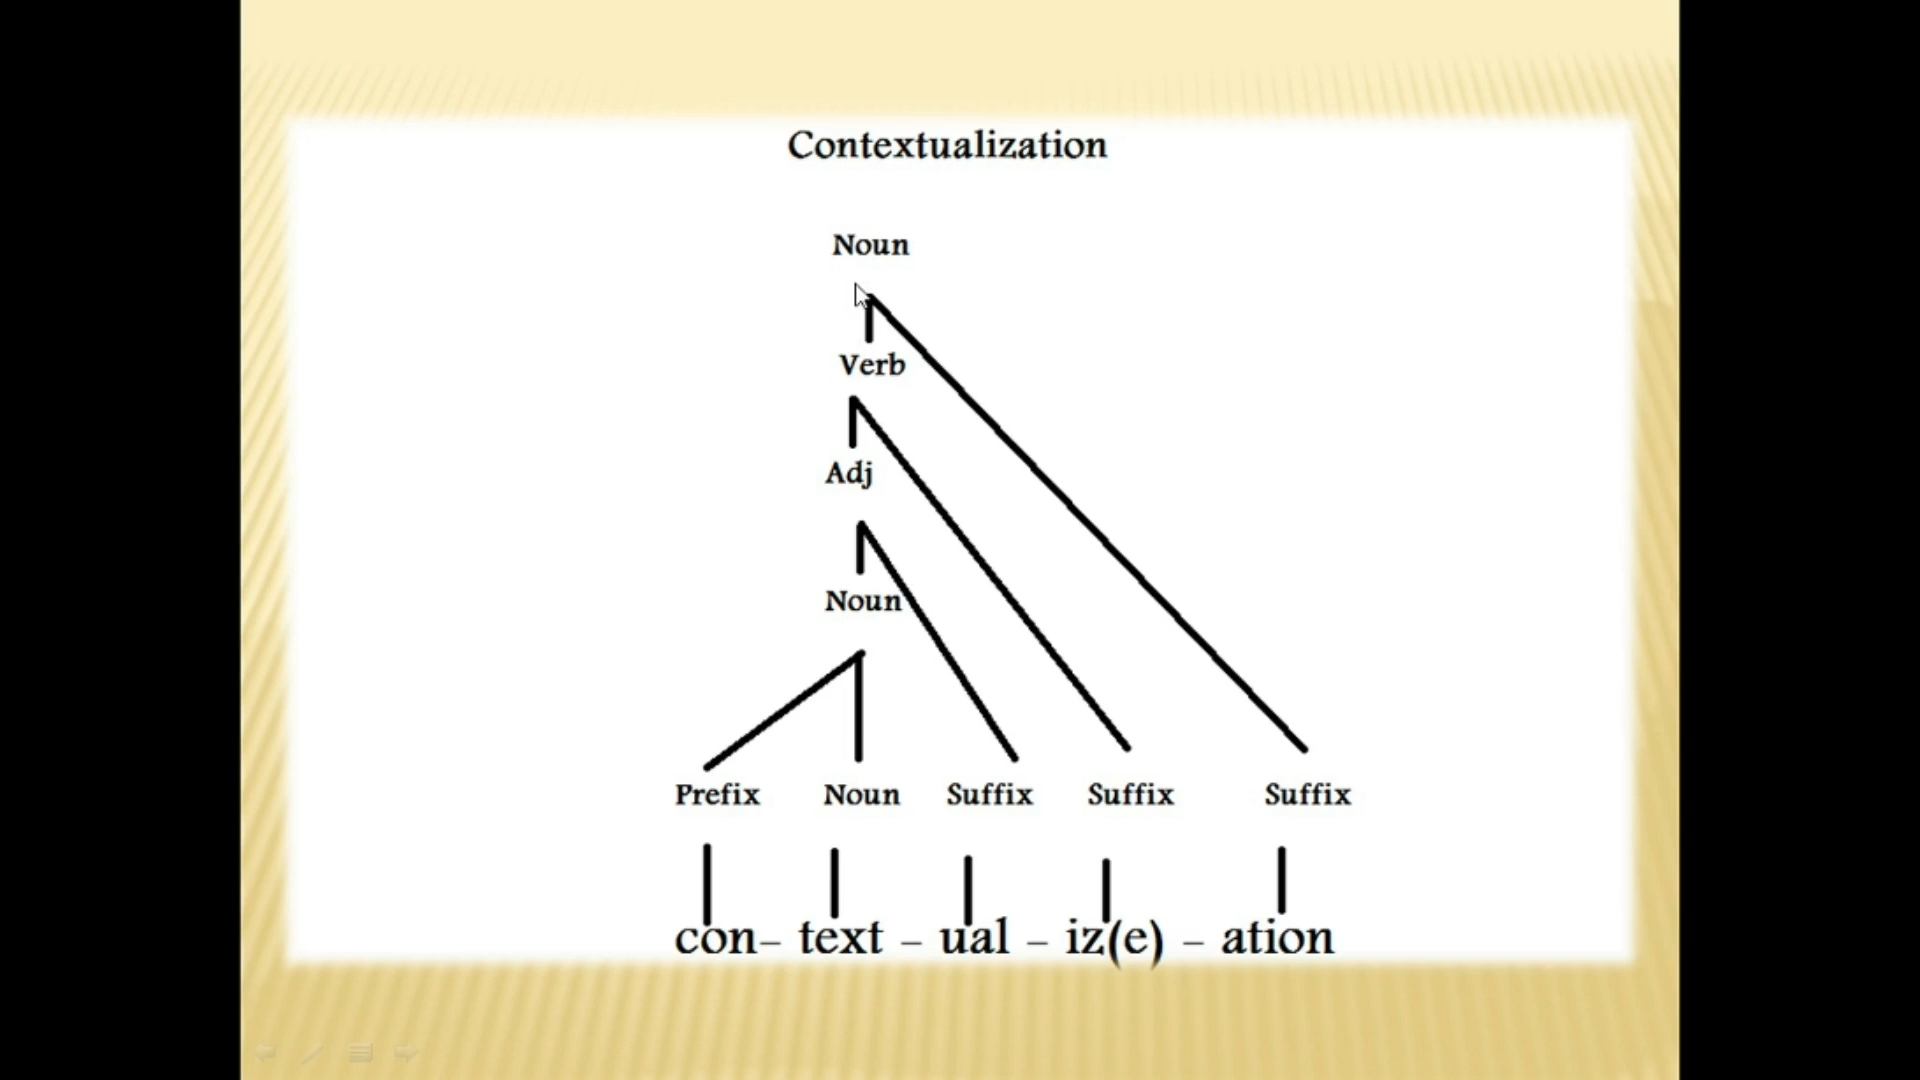 Contextualization
Noun
Verb
Adj
Noun
Prefix Noun Suffix Suffix Suffix
con– text – ual – iz(e) – ation